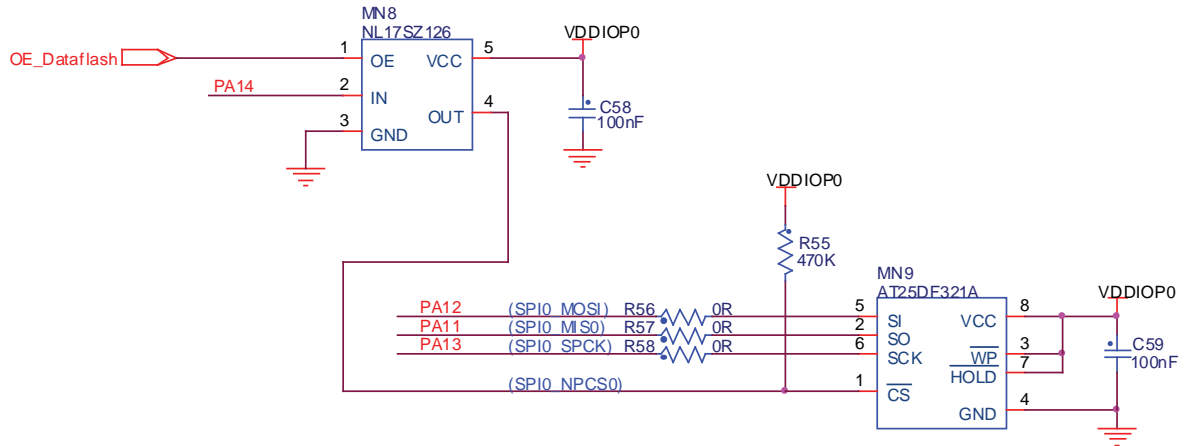 MN8
NL17SZ126
VDDIOP0
OE_Dataflash
1
OE
VCC
5
PA14
2
IN
4
OUT
C58
100nF
3
GND
VDDIOP0
R55
470K
MN9
AT25DF321A
VDDIOP0
PA12
(SPI0_MOSI)
R56
0R
5
SI
VCC
8
PA11
(SPI0_MIS0)
R57
0R
2
SO
PA13
(SPI0_SPCK)
R58
0R
6
SCK
WP
3
HOLD
7
C59
100nF
(SPI0_NPCS0)
1
CS
GND
4